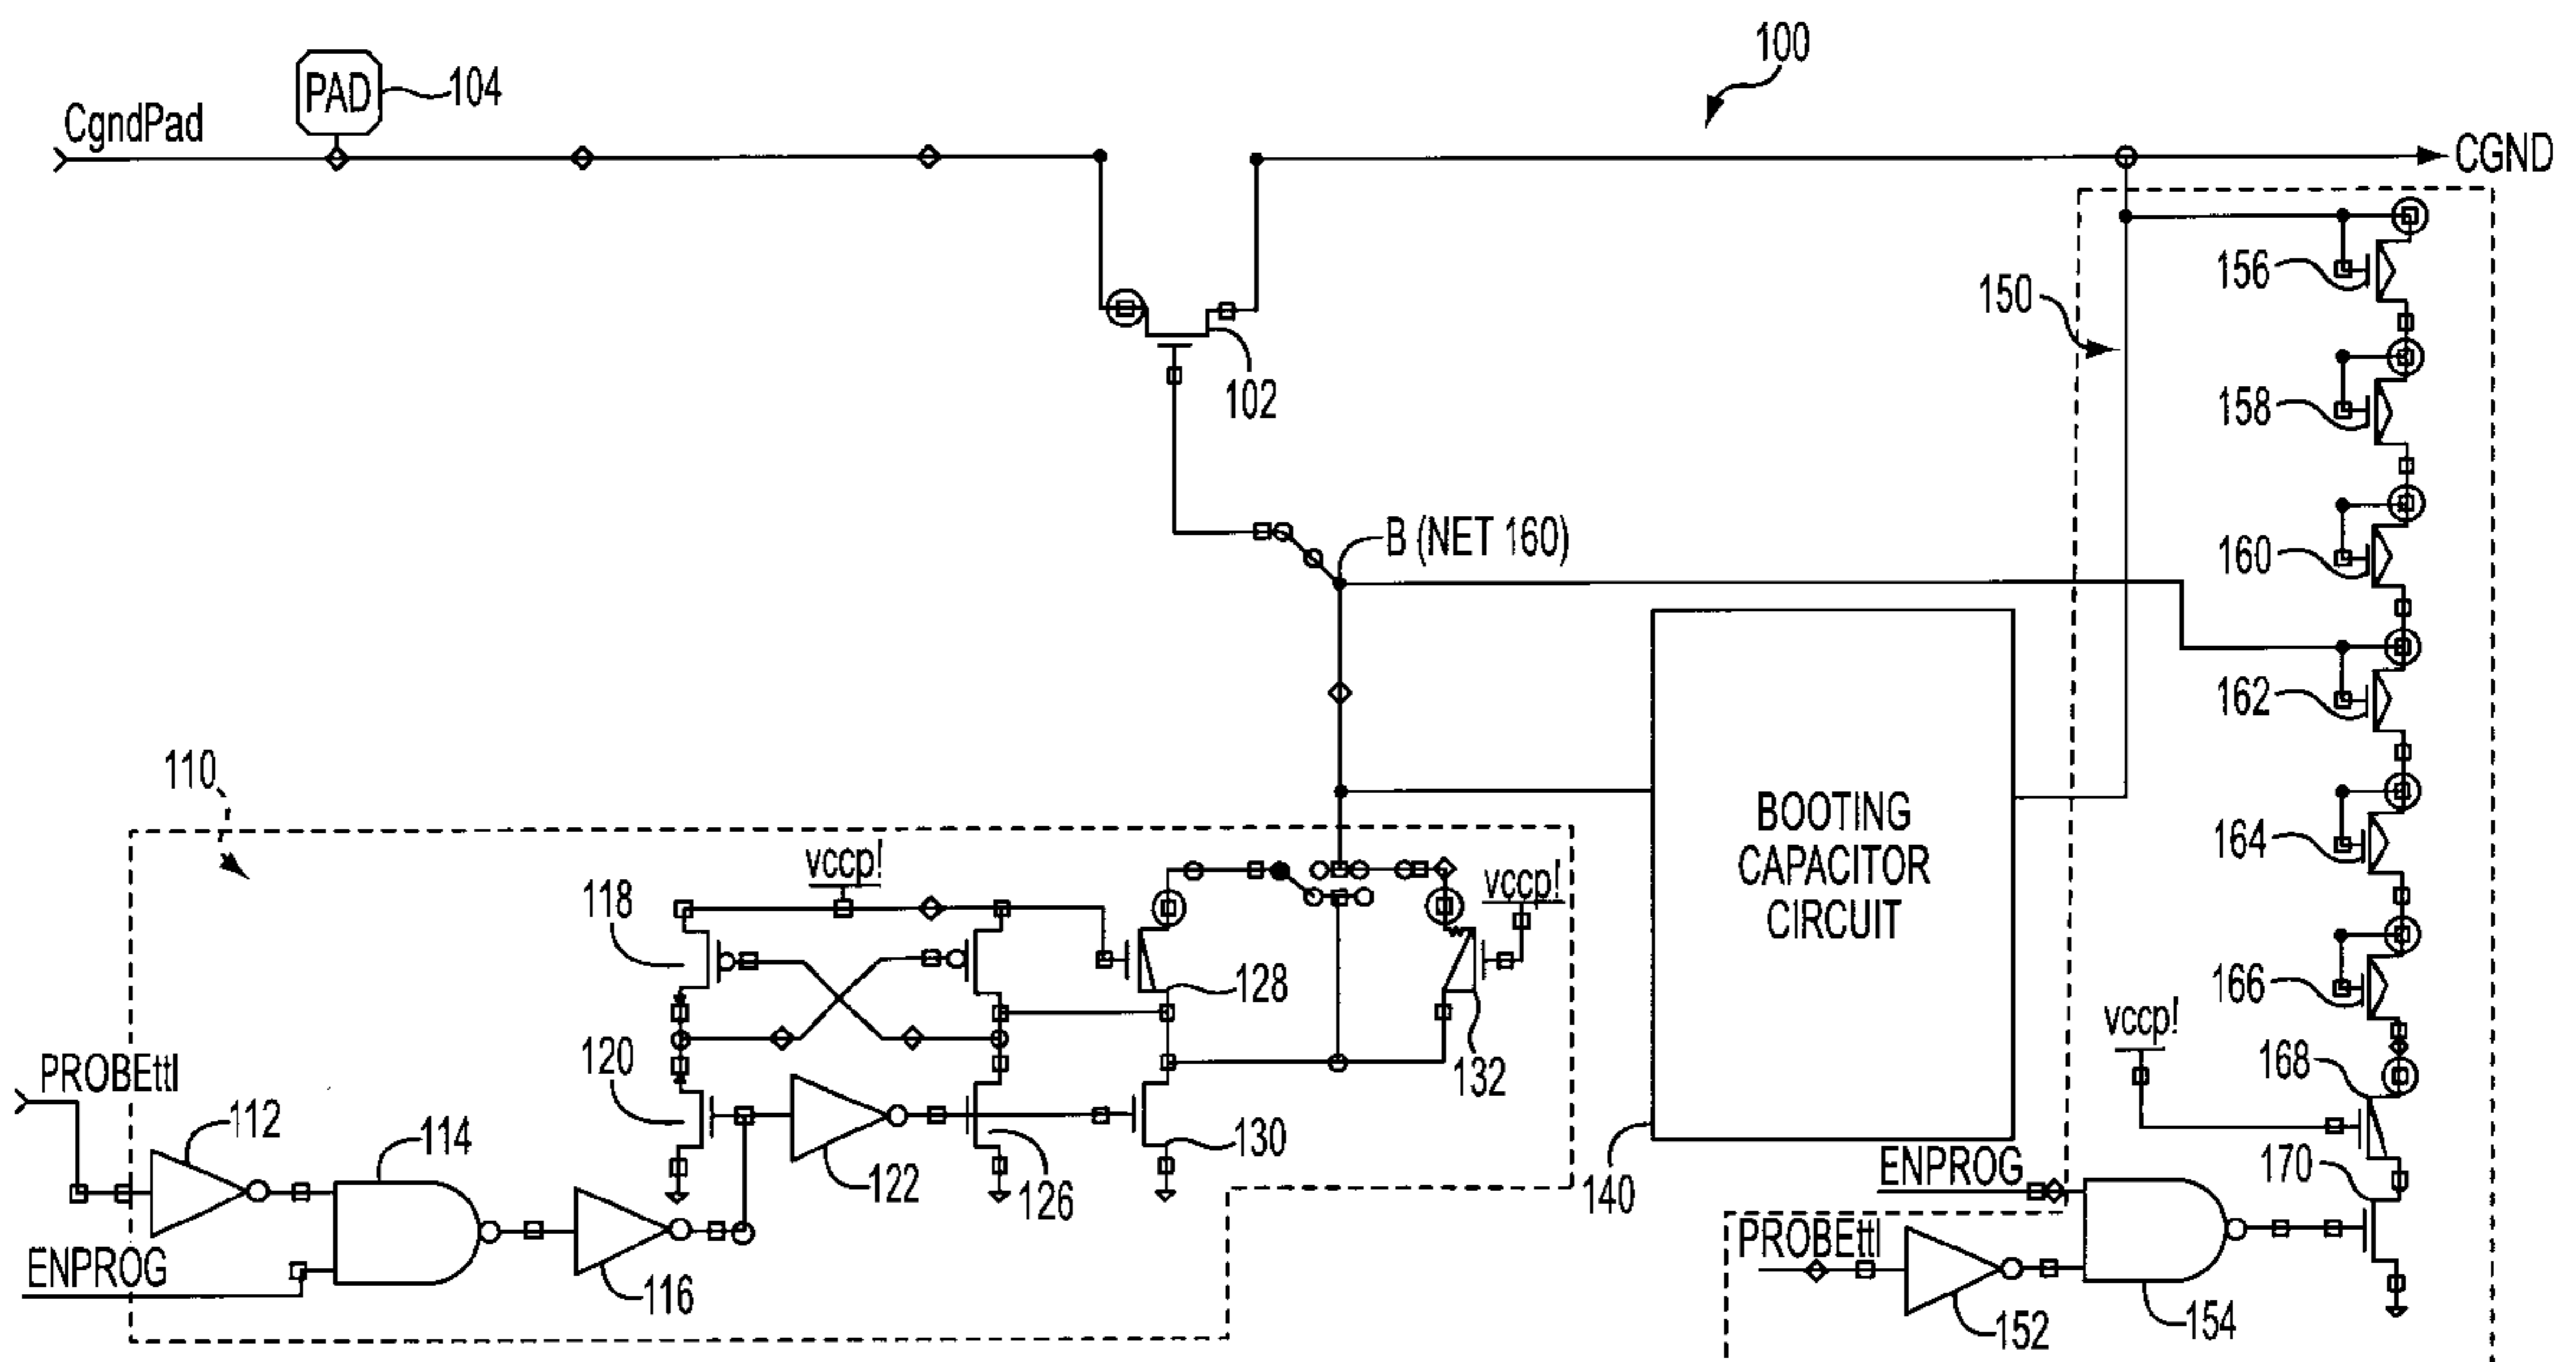 100
PAD
104
CgndPad
CGND
156
150
102
158
B (NET 160)
160
162
110
BOOTING
CAPACITOR
CIRCUIT
vccp!
vccp!
118
164
128
166
vccp!
120
132
168
PROBEttl
112
114
122
126
130
140
ENPROG
170
PROBEttl
ENPROG
116
152
154